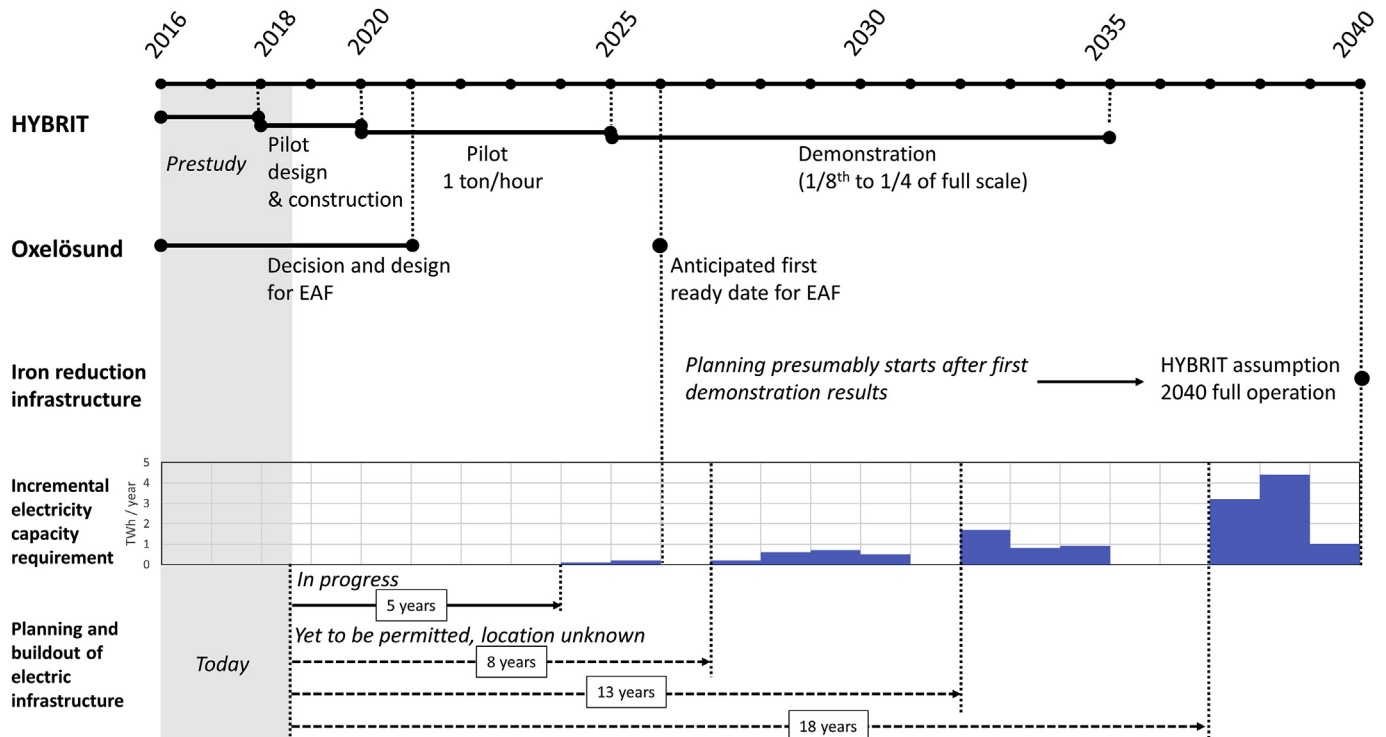 2016
2018
2020
2025
2030
2035
2040
HYBRIT
Prestudy
Pilot
design
& construction
Pilot
1 ton/hour
Demonstration
(1/8th to 1/4 of full scale)
Oxelösund
Decision and design
for EAF
Anticipated first
ready date for EAF
Iron reduction
infrastructure
Planning presumably starts after first
demonstration results
HYBRIT assumption
2040 full operation
Incremental
electricity
capacity
requirement
TWh / year
5
4
3
2
1
0
In progress
5 years
Planning and
buildout of
electric
infrastructure
Today
Yet to be permitted, location unknown
8 years
13 years
18 years